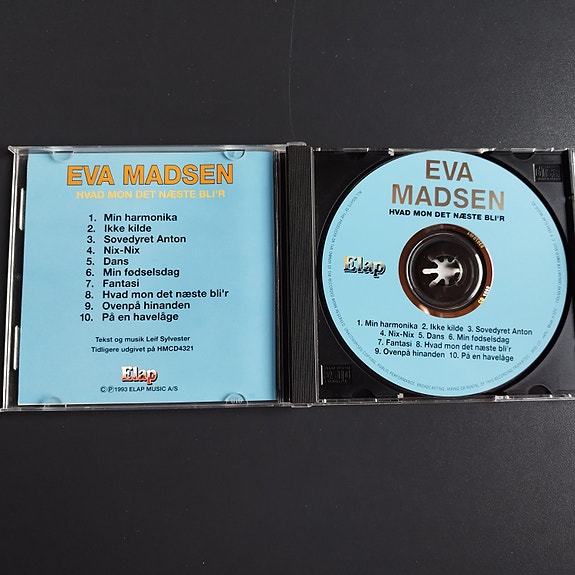 EVA MADSEN
HVAD MON DET NÆSTE BLI'R
1. Min harmonika
2. Ikke kilde
3. Sovedyret Anton
4. Nix-Nix
5. Dans
6. Min fødselsdag
7. Fantasi
8. Hvad mon det næste bli'r
9. Ovenpå hinanden
10. På en havelåge
Tekst og musik Leif Sylvester
Tidligere udgivet på HMCD4321
Elap
©℗ 1993 ELAP MUSIC A/S
EVA
MADSEN
HVAD MON DET NÆSTE BLI'R
Elap
1. Min harmonika 2. Ikke kilde 3. Sovedyret Anton
4. Nix-Nix 5. Dans 6. Min fødselsdag
7. Fantasi 8. Hvad mon det næste bli'r
9. Ovenpå hinanden 10. På en havelåge